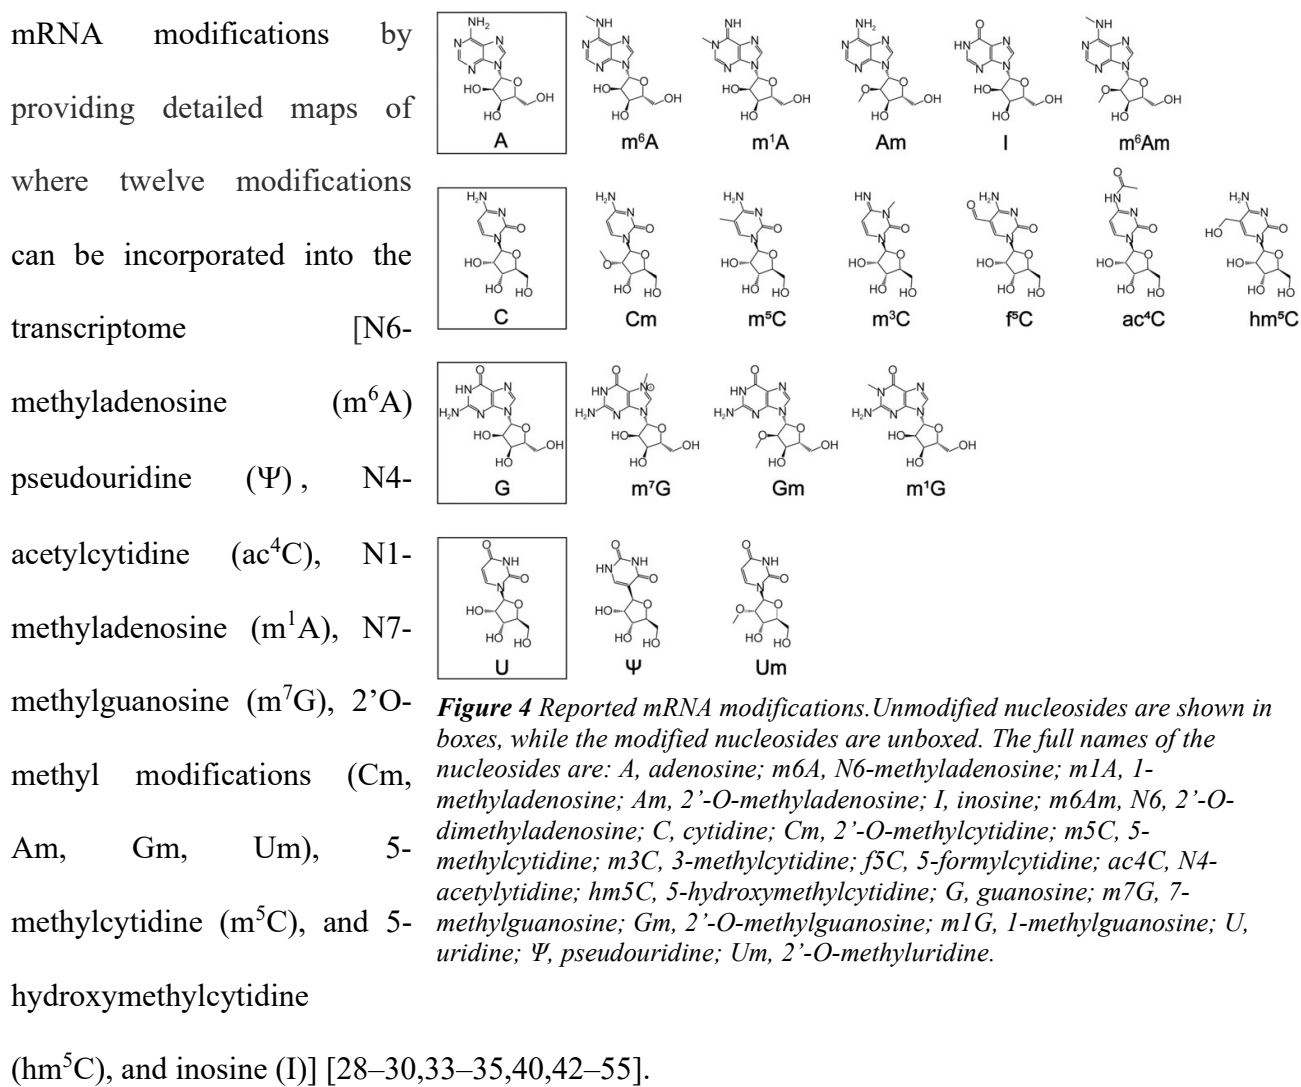 mRNA modifications by
providing detailed maps of
where twelve modifications
can be incorporated into the
transcriptome [N6-
methyladenosine (m⁶A)
pseudouridine (Ψ) , N4-
acetylcytidine (ac⁴C), N1-
methyladenosine (m¹A), N7-
methylguanosine (m⁷G), 2’O-
methyl modifications (Cm,
Am, Gm, Um), 5-
methylcytidine (m⁵C), and 5-
hydroxymethylcytidine
(hm⁵C), and inosine (I)] [28–30,33–35,40,42–55].
A m⁶A m¹A Am I m⁶Am
C Cm m⁵C m³C f⁵C ac⁴C hm⁵C
G m⁷G Gm m¹G
U Ψ Um
Figure 4 Reported mRNA modifications.Unmodified nucleosides are shown in
boxes, while the modified nucleosides are unboxed. The full names of the
nucleosides are: A, adenosine; m6A, N6-methyladenosine; m1A, 1-
methyladenosine; Am, 2’-O-methyladenosine; I, inosine; m6Am, N6, 2’-O-
dimethyladenosine; C, cytidine; Cm, 2’-O-methylcytidine; m5C, 5-
methylcytidine; m3C, 3-methylcytidine; f5C, 5-formylcytidine; ac4C, N4-
acetylytidine; hm5C, 5-hydroxymethylcytidine; G, guanosine; m7G, 7-
methylguanosine; Gm, 2’-O-methylguanosine; m1G, 1-methylguanosine; U,
uridine; Ψ, pseudouridine; Um, 2’-O-methyluridine.